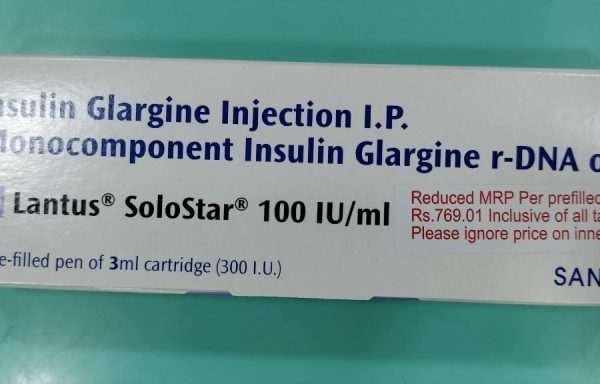 nsulin Glargine Injection I.P.
onocomponent Insulin Glargine r-DNA o
Lantus® SoloStar® 100 IU/ml
Reduced MRP Per prefilled
Rs.769.01 Inclusive of all ta
Please ignore price on inne
e-filled pen of 3ml cartridge (300 I.U.)
SAN